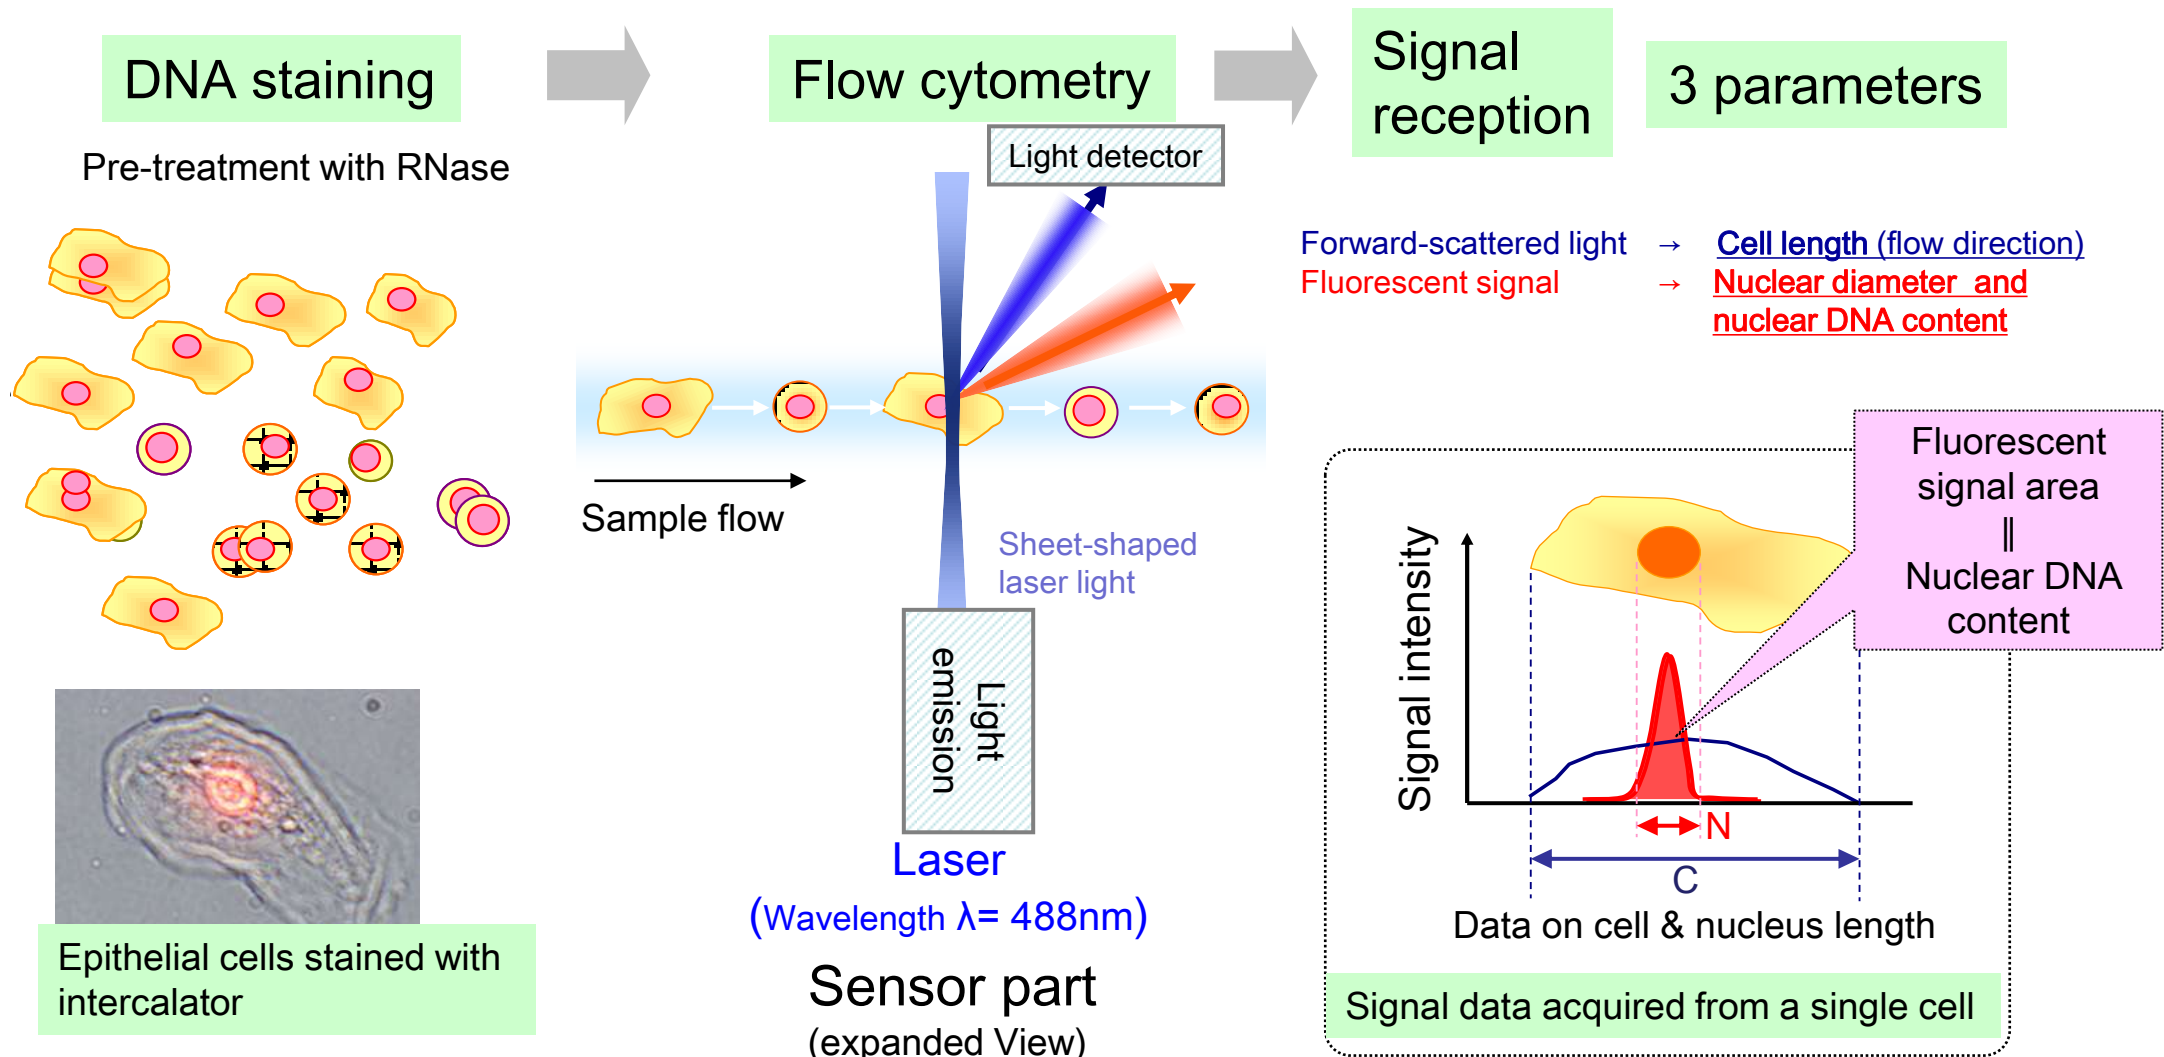 DNA staining
Flow cytometry
Signal
reception
3 parameters
Pre-treatment with RNase
Light detector
Forward-scattered light → Cell length (flow direction)
Fluorescent signal → Nuclear diameter and
nuclear DNA content
Sample flow
Sheet-shaped
laser light
Light
emission
Laser
(Wavelength λ= 488nm)
Sensor part
(expanded View)
Epithelial cells stained with
intercalator
Fluorescent
signal area
||
Nuclear DNA
content
Signal intensity
N
C
Data on cell & nucleus length
Signal data acquired from a single cell